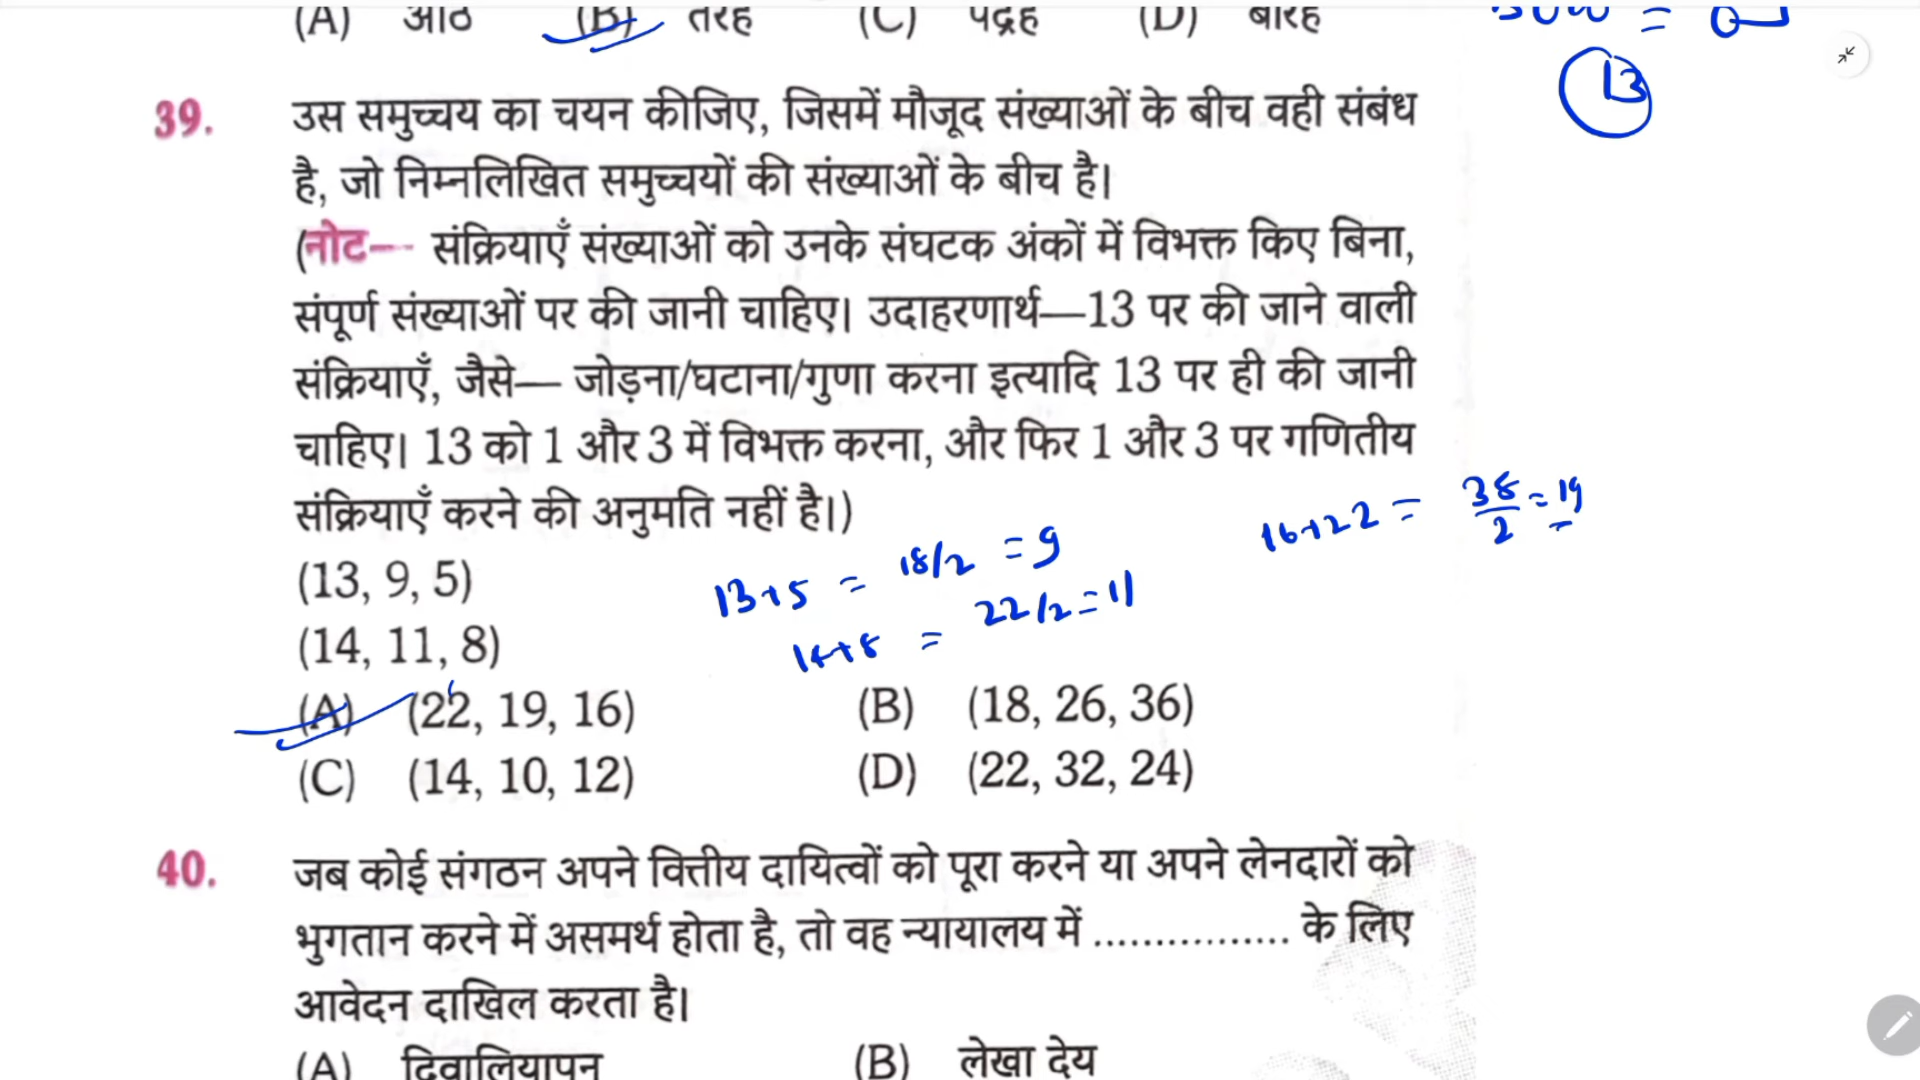 (A) आठ (B) तेरह (C) पंद्रह (D) बारह
13
39. उस समुच्चय का चयन कीजिए, जिसमें मौजूद संख्याओं के बीच वही संबंध
है, जो निम्नलिखित समुच्चयों की संख्याओं के बीच है।
(नोट— संक्रियाएँ संख्याओं को उनके संघटक अंकों में विभक्त किए बिना,
संपूर्ण संख्याओं पर की जानी चाहिए। उदाहरणार्थ—13 पर की जाने वाली
संक्रियाएँ, जैसे— जोड़ना/घटाना/गुणा करना इत्यादि 13 पर ही की जानी
चाहिए। 13 को 1 और 3 में विभक्त करना, और फिर 1 और 3 पर गणितीय
संक्रियाएँ करने की अनुमति नहीं है।)
16+22 = 38/2 = 19
(13, 9, 5) 13+5 = 18/2 = 9
(14, 11, 8) 14+8 = 22/2 = 11
(A) (22, 19, 16) (B) (18, 26, 36)
(C) (14, 10, 12) (D) (22, 32, 24)
40. जब कोई संगठन अपने वित्तीय दायित्वों को पूरा करने या अपने लेनदारों को
भुगतान करने में असमर्थ होता है, तो वह न्यायालय में ................ के लिए
आवेदन दाखिल करता है।
(A) दिवालियापन (B) लेखा देय